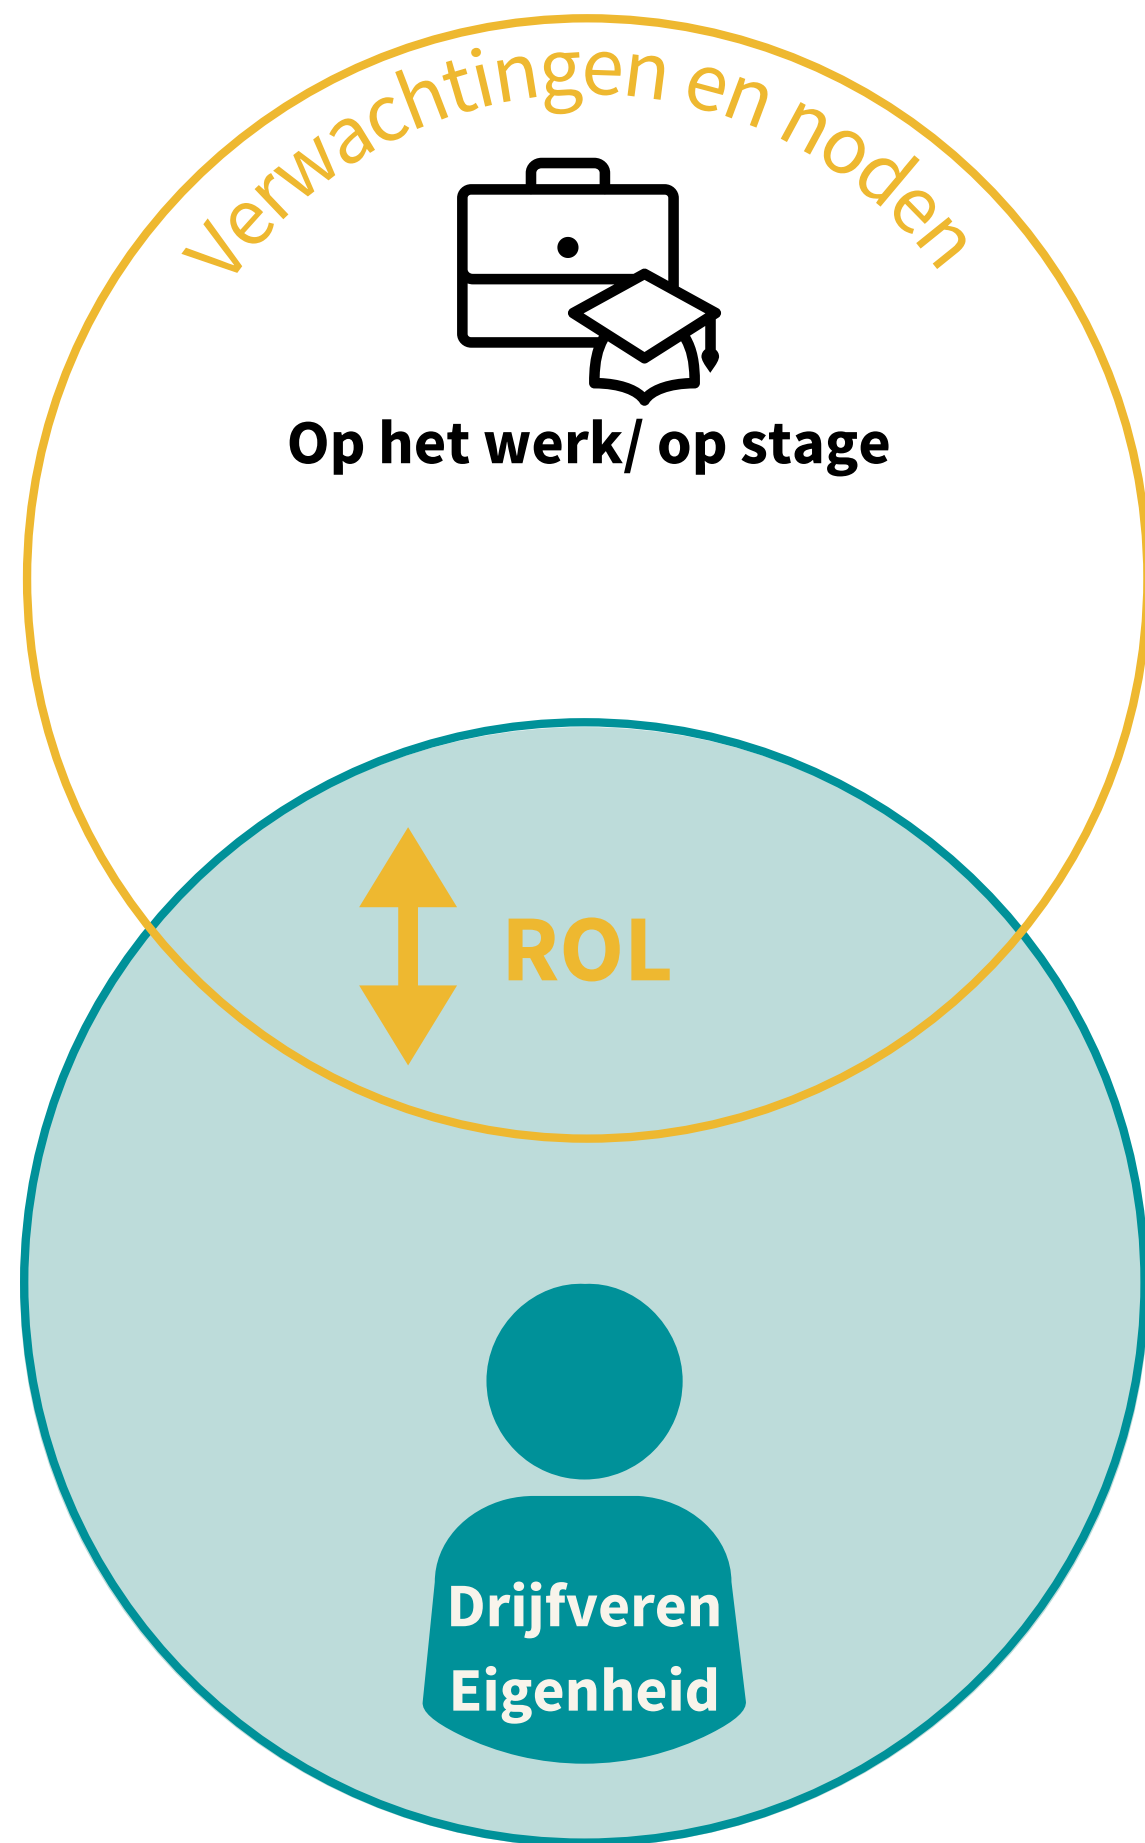 Verwachtingen en noden
Op het werk/ op stage
ROL
Drijfveren
Eigenheid